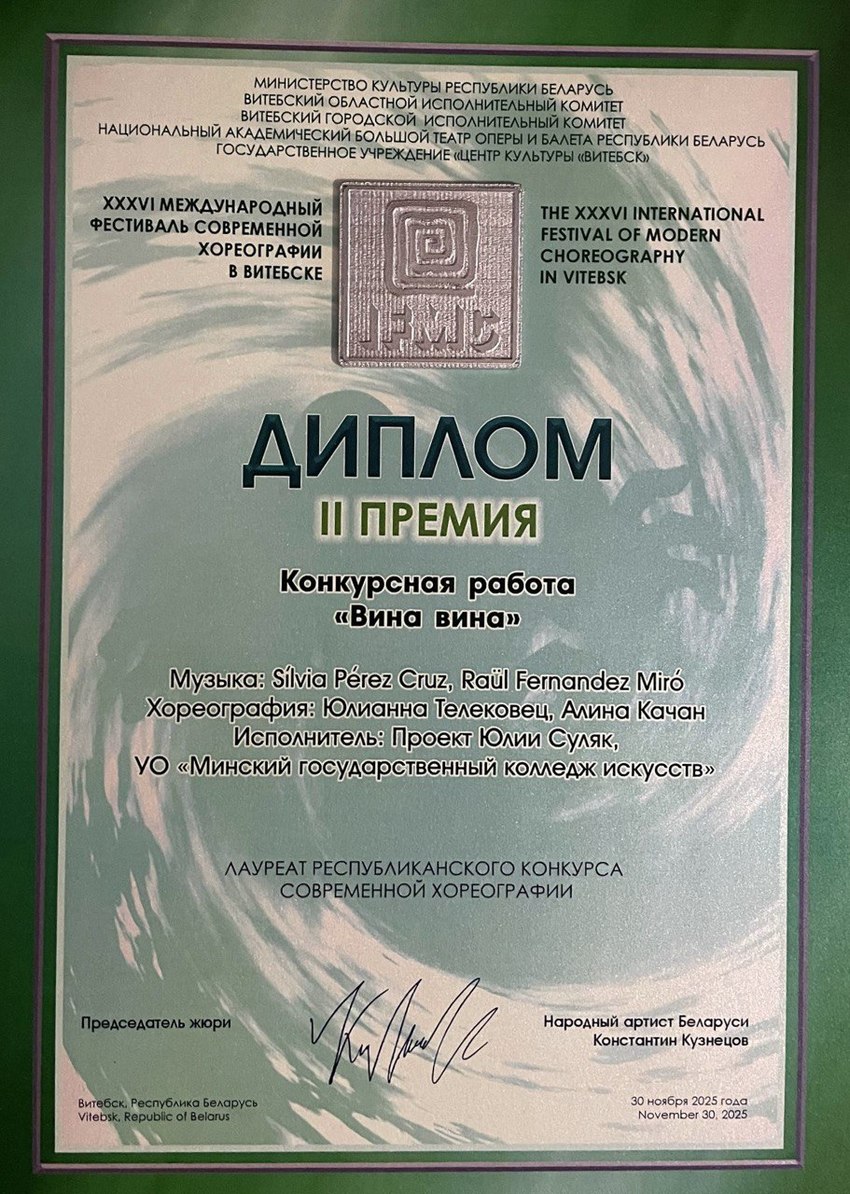 МИНИСТЕРСТВО КУЛЬТУРЫ РЕСПУБЛИКИ БЕЛАРУСЬ
ВИТЕБСКИЙ ОБЛАСТНОЙ ИСПОЛНИТЕЛЬНЫЙ КОМИТЕТ
ВИТЕБСКИЙ ГОРОДСКОЙ ИСПОЛНИТЕЛЬНЫЙ КОМИТЕТ
НАЦИОНАЛЬНЫЙ АКАДЕМИЧЕСКИЙ БОЛЬШОЙ ТЕАТР ОПЕРЫ И БАЛЕТА РЕСПУБЛИКИ БЕЛАРУСЬ
ГОСУДАРСТВЕННОЕ УЧРЕЖДЕНИЕ «ЦЕНТР КУЛЬТУРЫ «ВИТЕБСК»
XXXVI МЕЖДУНАРОДНЫЙ
ФЕСТИВАЛЬ СОВРЕМЕННОЙ
ХОРЕОГРАФИИ
В ВИТЕБСКЕ
IFMC
THE XXXVI INTERNATIONAL
FESTIVAL OF MODERN
CHOREOGRAPHY
IN VITEBSK
ДИПЛОМ
II ПРЕМИЯ
Конкурсная работа
«Вина вина»
Музыка: Sílvia Pérez Cruz, Raül Fernandez Miró
Хореография: Юлианна Телековец, Алина Качан
Исполнитель: Проект Юлии Суляк,
УО «Минский государственный колледж искусств»
ЛАУРЕАТ РЕСПУБЛИКАНСКОГО КОНКУРСА
СОВРЕМЕННОЙ ХОРЕОГРАФИИ
Председатель жюри
Народный артист Беларуси
Константин Кузнецов
Витебск, Республика Беларусь
Vitebsk, Republic of Belarus
30 ноября 2025 года
November 30, 2025